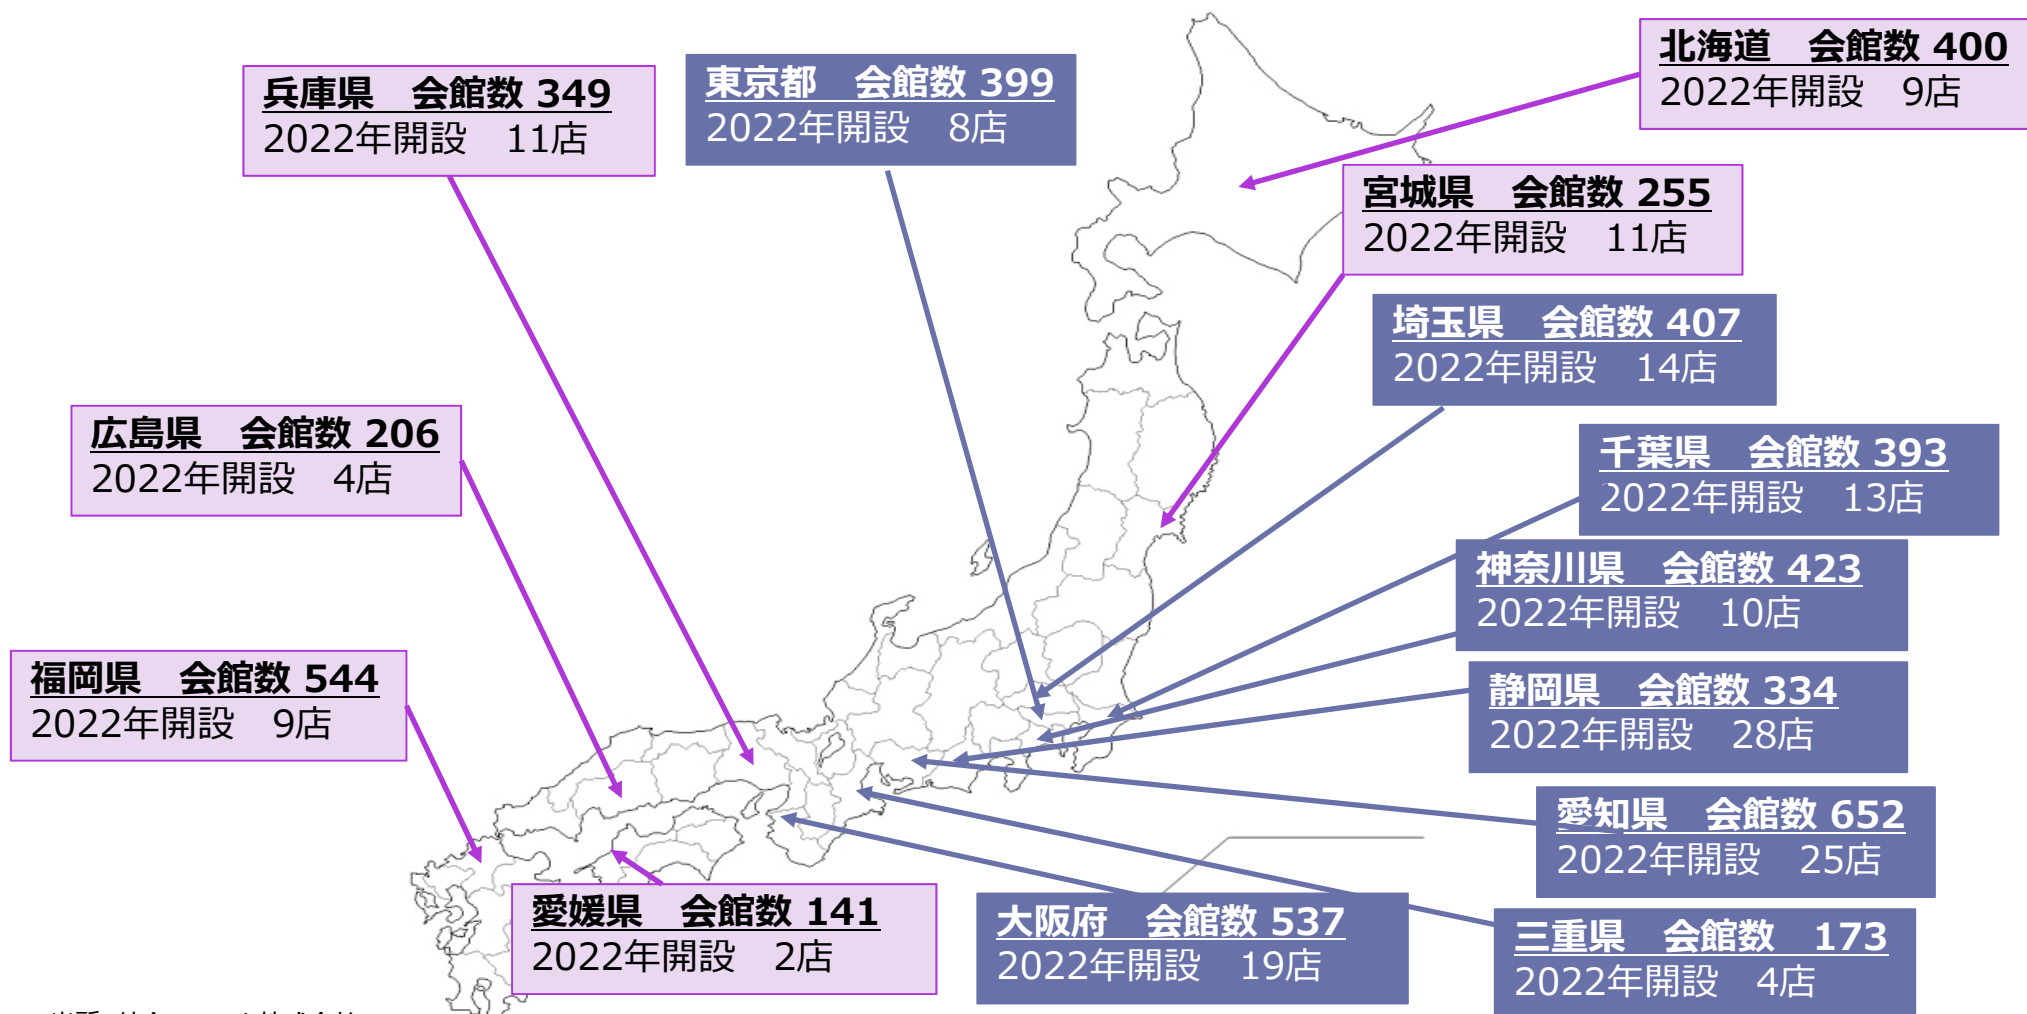 北海道　会館数 400
2022年開設　9店
兵庫県　会館数 349
2022年開設　11店
東京都　会館数 399
2022年開設　8店
宮城県　会館数 255
2022年開設　11店
埼玉県　会館数 407
2022年開設　14店
広島県　会館数 206
2022年開設　4店
千葉県　会館数 393
2022年開設　13店
神奈川県　会館数 423
2022年開設　10店
福岡県　会館数 544
2022年開設　9店
静岡県　会館数 334
2022年開設　28店
愛知県　会館数 652
2022年開設　25店
愛媛県　会館数 141
2022年開設　2店
大阪府　会館数 537
2022年開設　19店
三重県　会館数　173
2022年開設　4店